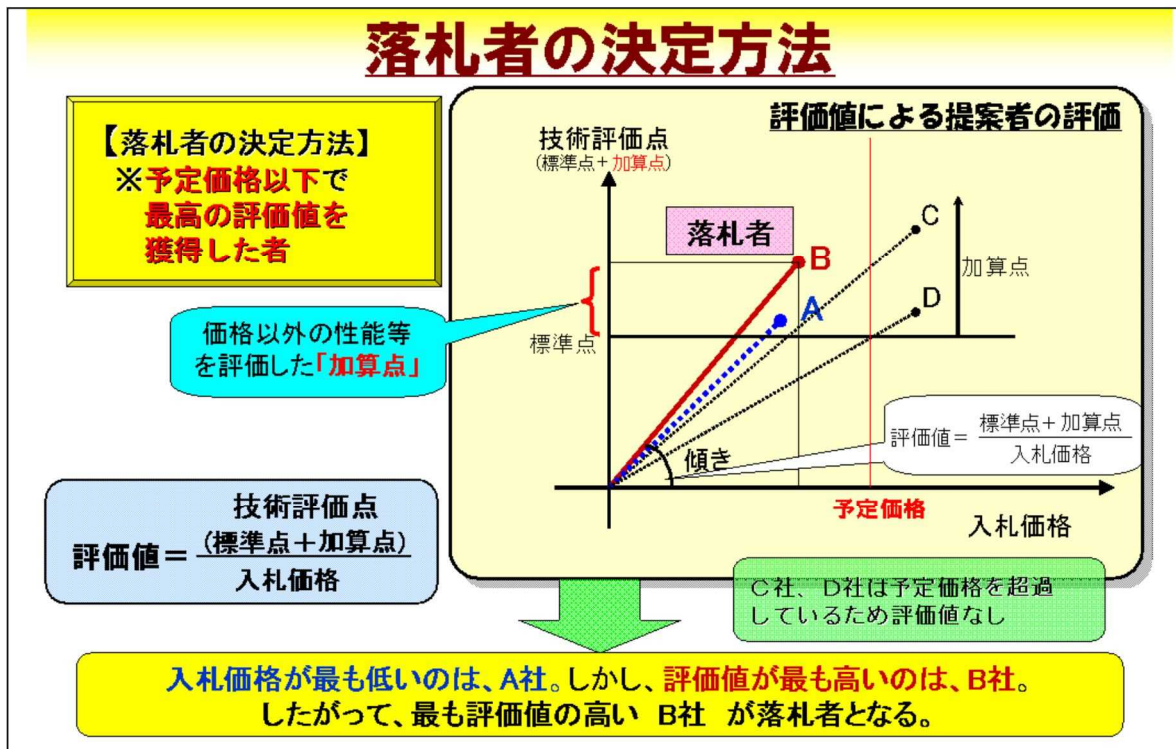 落札者の決定方法
【落札者の決定方法】
※予定価格以下で
最高の評価値を
獲得した者
評価値による提案者の評価
技術評価点
(標準点+加算点)
落札者
B
A
C
D
加算点
標準点
価格以外の性能等
を評価した「加算点」
傾き
評価値=
標準点+加算点
入札価格
予定価格
入札価格
技術評価点
(標準点+加算点)
評価値=
入札価格
C社、D社は予定価格を超過
しているため評価値なし
入札価格が最も低いのは、A社。しかし、評価値が最も高いのは、B社。
したがって、最も評価値の高い B社 が落札者となる。